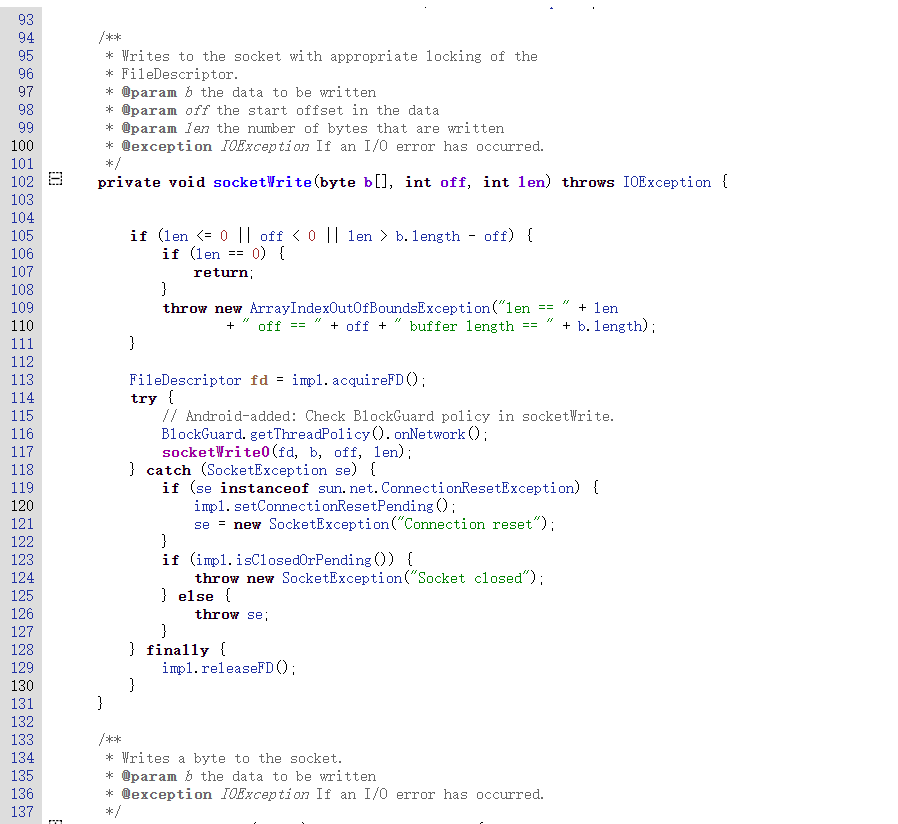 93
94 /**
95 * Writes to the socket with appropriate locking of the
96 * FileDescriptor.
97 * @param b the data to be written
98 * @param off the start offset in the data
99 * @param len the number of bytes that are written
100 * @exception IOException If an I/O error has occurred.
101 */
102 private void socketWrite(byte b[], int off, int len) throws IOException {
103
104
105 if (len <= 0 || off < 0 || len > b.length - off) {
106 if (len == 0) {
107 return;
108 }
109 throw new ArrayIndexOutOfBoundsException("len == " + len
110 + " off == " + off + " buffer length == " + b.length);
111 }
112
113 FileDescriptor fd = impl.acquireFD();
114 try {
115 // Android-added: Check BlockGuard policy in socketWrite.
116 BlockGuard.getThreadPolicy().onNetwork();
117 socketWrite0(fd, b, off, len);
118 } catch (SocketException se) {
119 if (se instanceof sun.net.ConnectionResetException) {
120 impl.setConnectionResetPending();
121 se = new SocketException("Connection reset");
122 }
123 if (impl.isClosedOrPending()) {
124 throw new SocketException("Socket closed");
125 } else {
126 throw se;
127 }
128 } finally {
129 impl.releaseFD();
130 }
131 }
132
133 /**
134 * Writes a byte to the socket.
135 * @param b the data to be written
136 * @exception IOException If an I/O error has occurred.
137 */